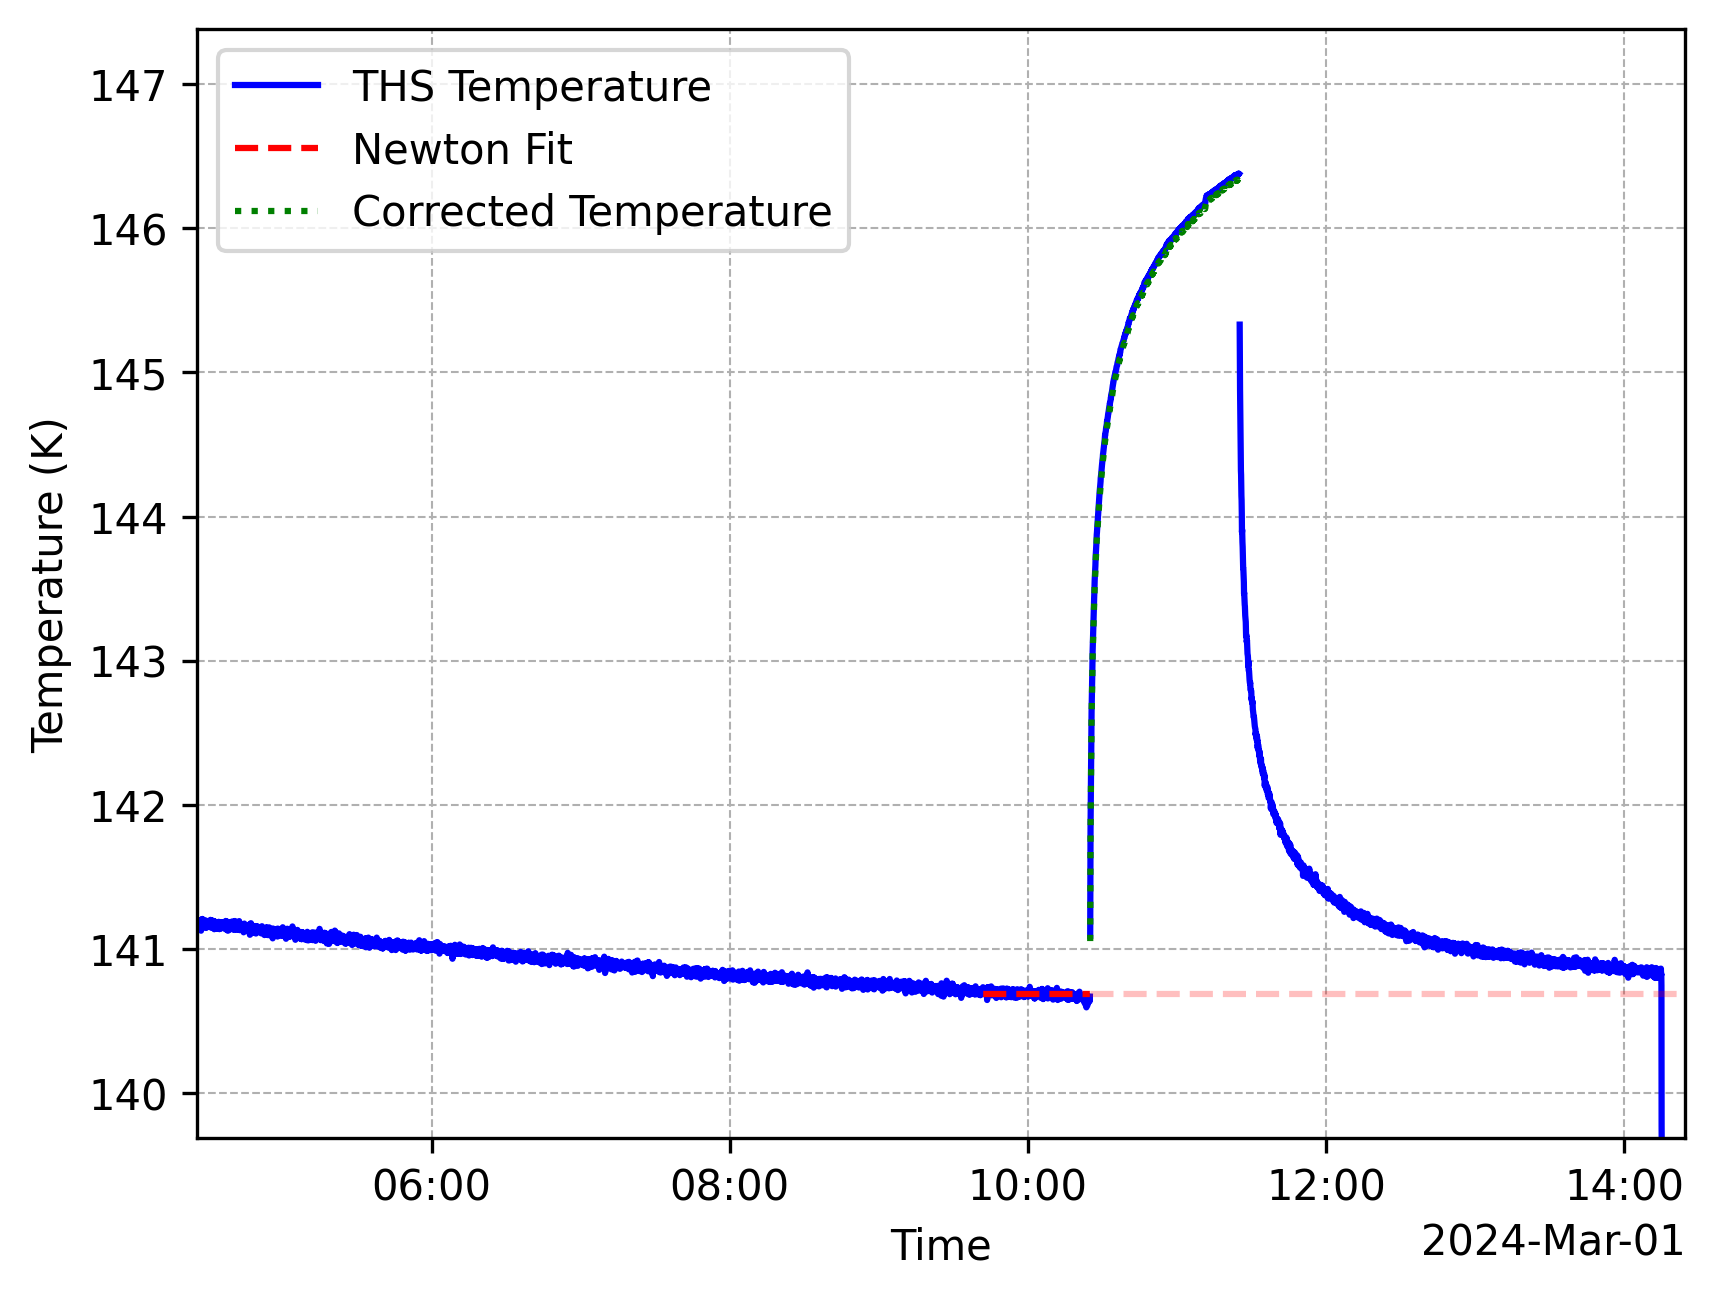 THS Temperature
Newton Fit
Corrected Temperature
147
146
145
144
143
142
141
140
Temperature (K)
06:00 08:00 10:00 12:00 14:00
Time
2024-Mar-01